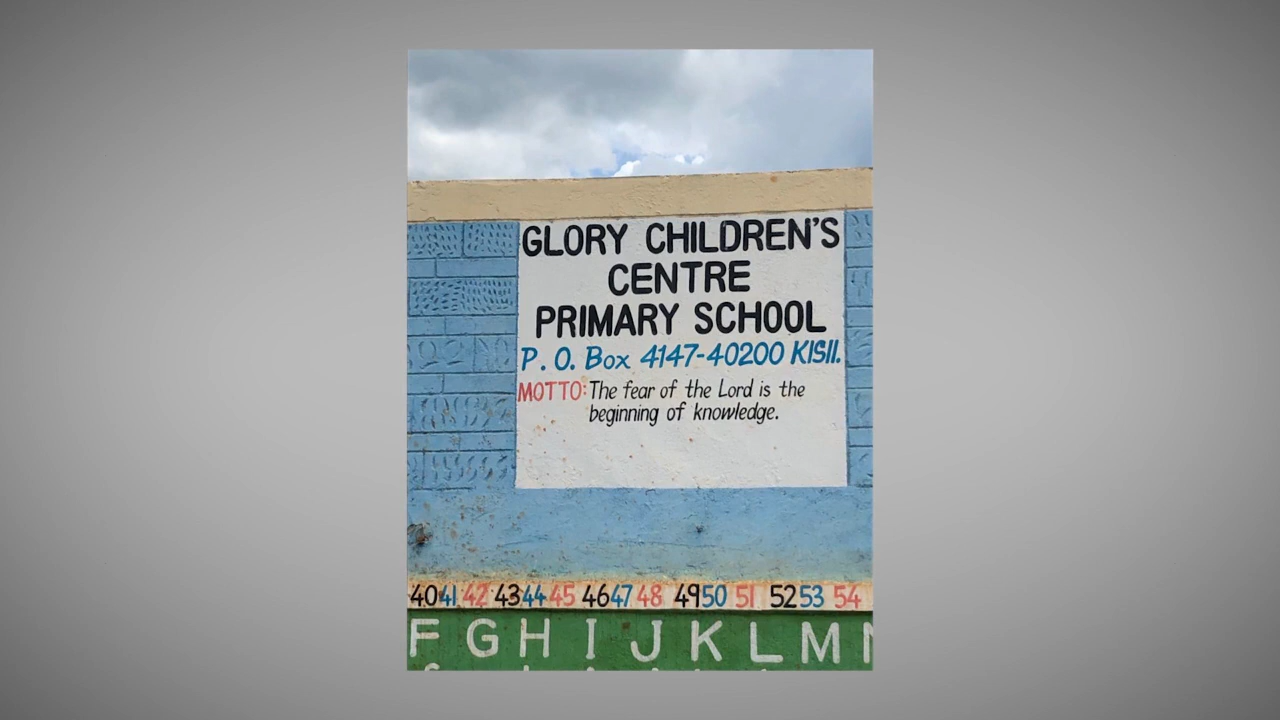 GLORY CHILDREN'S
CENTRE
PRIMARY SCHOOL
P. O. Box 4147-40200 KISII.
MOTTO: The fear of the Lord is the
beginning of knowledge.
40 41 42 43 44 45 46 47 48 49 50 51 52 53 54
F G H I J K L M N